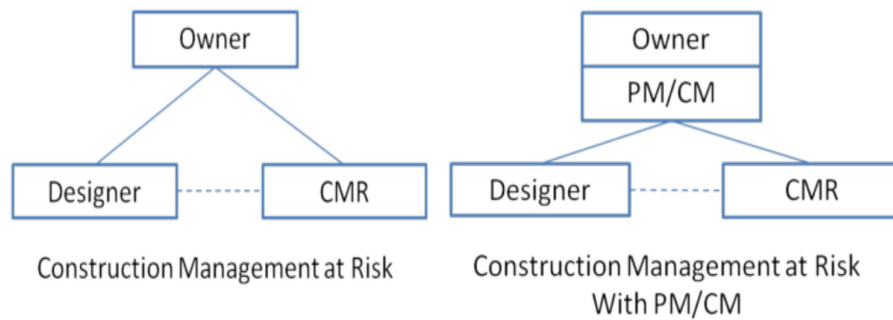 Owner
Designer
CMR
Construction Management at Risk
Owner
PM/CM
Designer
CMR
Construction Management at Risk
With PM/CM